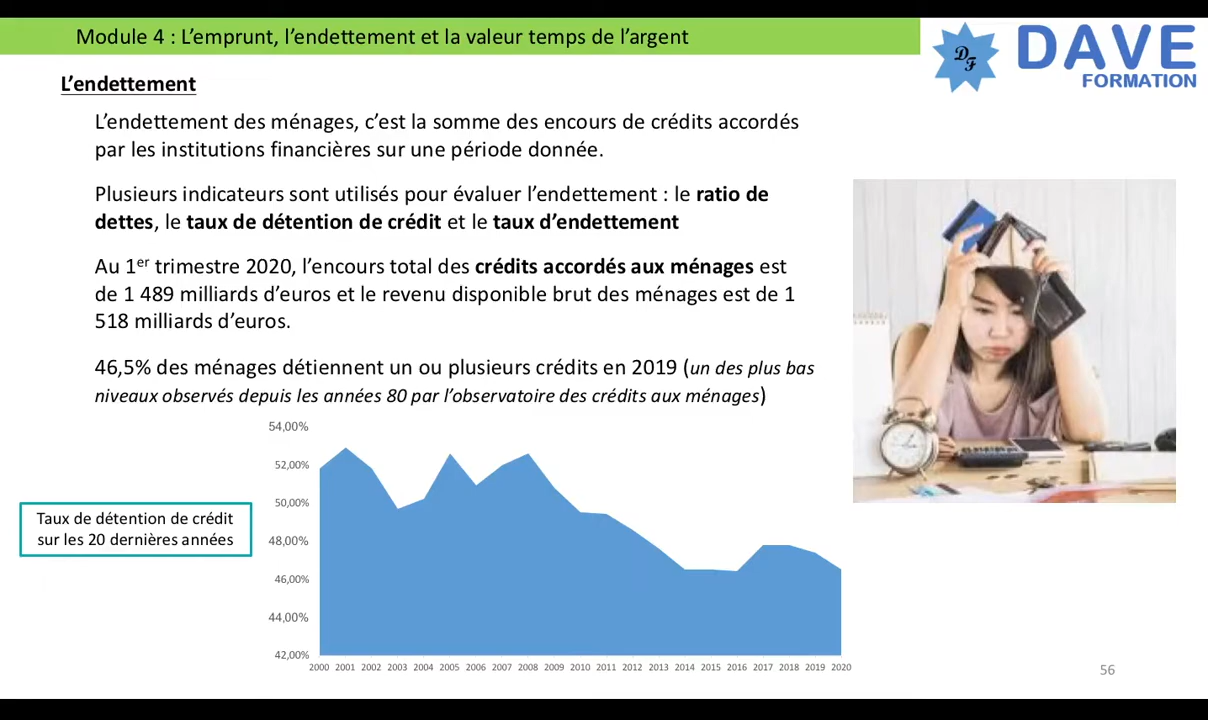 Module 4 : L’emprunt, l’endettement et la valeur temps de l’argent
DF
DAVE
FORMATION
L’endettement
L’endettement des ménages, c’est la somme des encours de crédits accordés
par les institutions financières sur une période donnée.
Plusieurs indicateurs sont utilisés pour évaluer l’endettement : le ratio de
dettes, le taux de détention de crédit et le taux d’endettement
Au 1er trimestre 2020, l’encours total des crédits accordés aux ménages est
de 1 489 milliards d’euros et le revenu disponible brut des ménages est de 1
518 milliards d’euros.
46,5% des ménages détiennent un ou plusieurs crédits en 2019 (un des plus bas
niveaux observés depuis les années 80 par l’observatoire des crédits aux ménages)
54,00%
52,00%
50,00%
48,00%
46,00%
44,00%
42,00%
Taux de détention de crédit
sur les 20 dernières années
2000 2001 2002 2003 2004 2005 2006 2007 2008 2009 2010 2011 2012 2013 2014 2015 2016 2017 2018 2019 2020
56